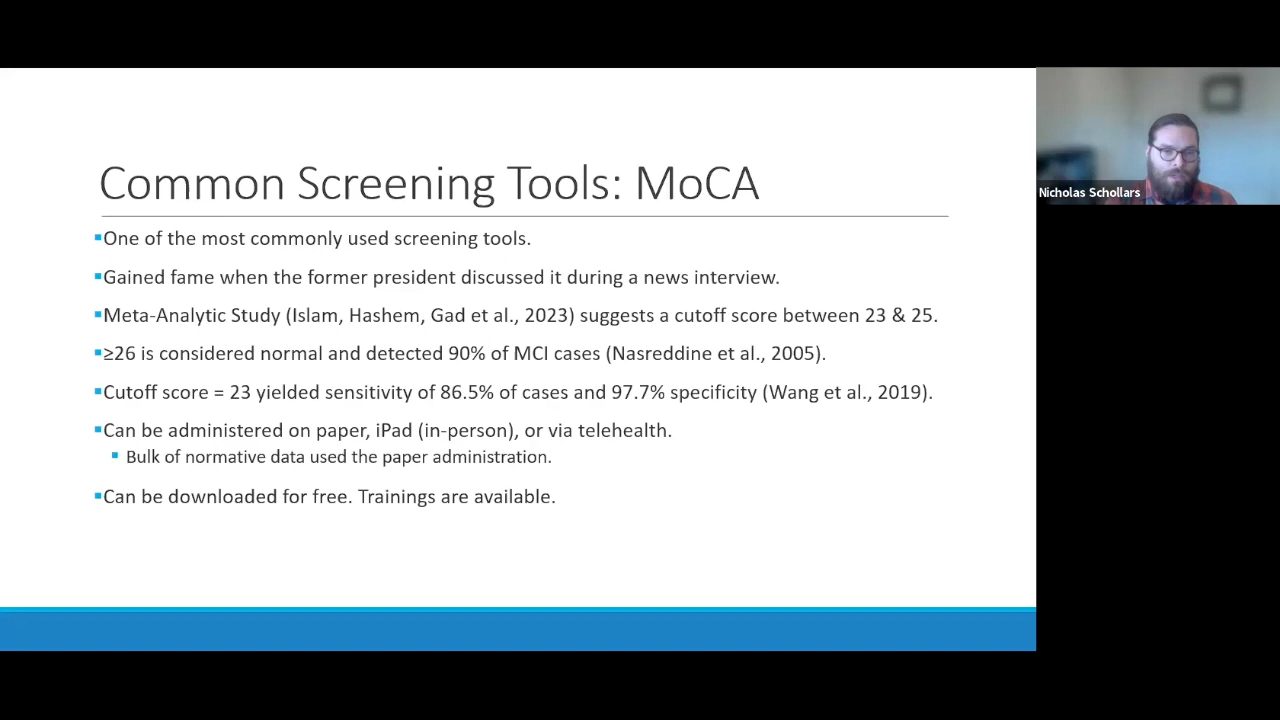 Common Screening Tools: MoCA
▪One of the most commonly used screening tools.
▪Gained fame when the former president discussed it during a news interview.
▪Meta-Analytic Study (Islam, Hashem, Gad et al., 2023) suggests a cutoff score between 23 & 25.
▪≥26 is considered normal and detected 90% of MCI cases (Nasreddine et al., 2005).
▪Cutoff score = 23 yielded sensitivity of 86.5% of cases and 97.7% specificity (Wang et al., 2019).
▪Can be administered on paper, iPad (in-person), or via telehealth.
▪ Bulk of normative data used the paper administration.
▪Can be downloaded for free. Trainings are available.
Nicholas Schollars